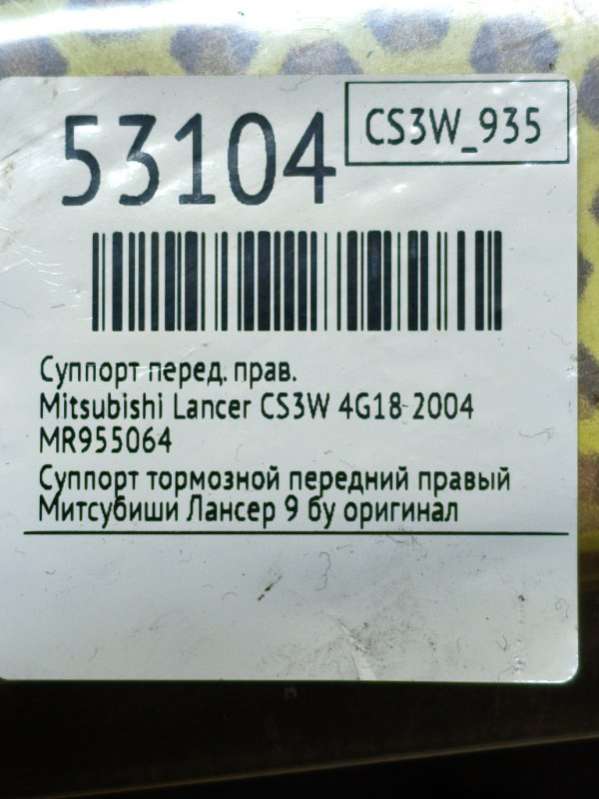 53104
CS3W_935
Суппорт перед. прав.
Mitsubishi Lancer CS3W 4G18 2004
MR955064
Суппорт тормозной передний правый
Митсубиши Лансер 9 бу оригинал